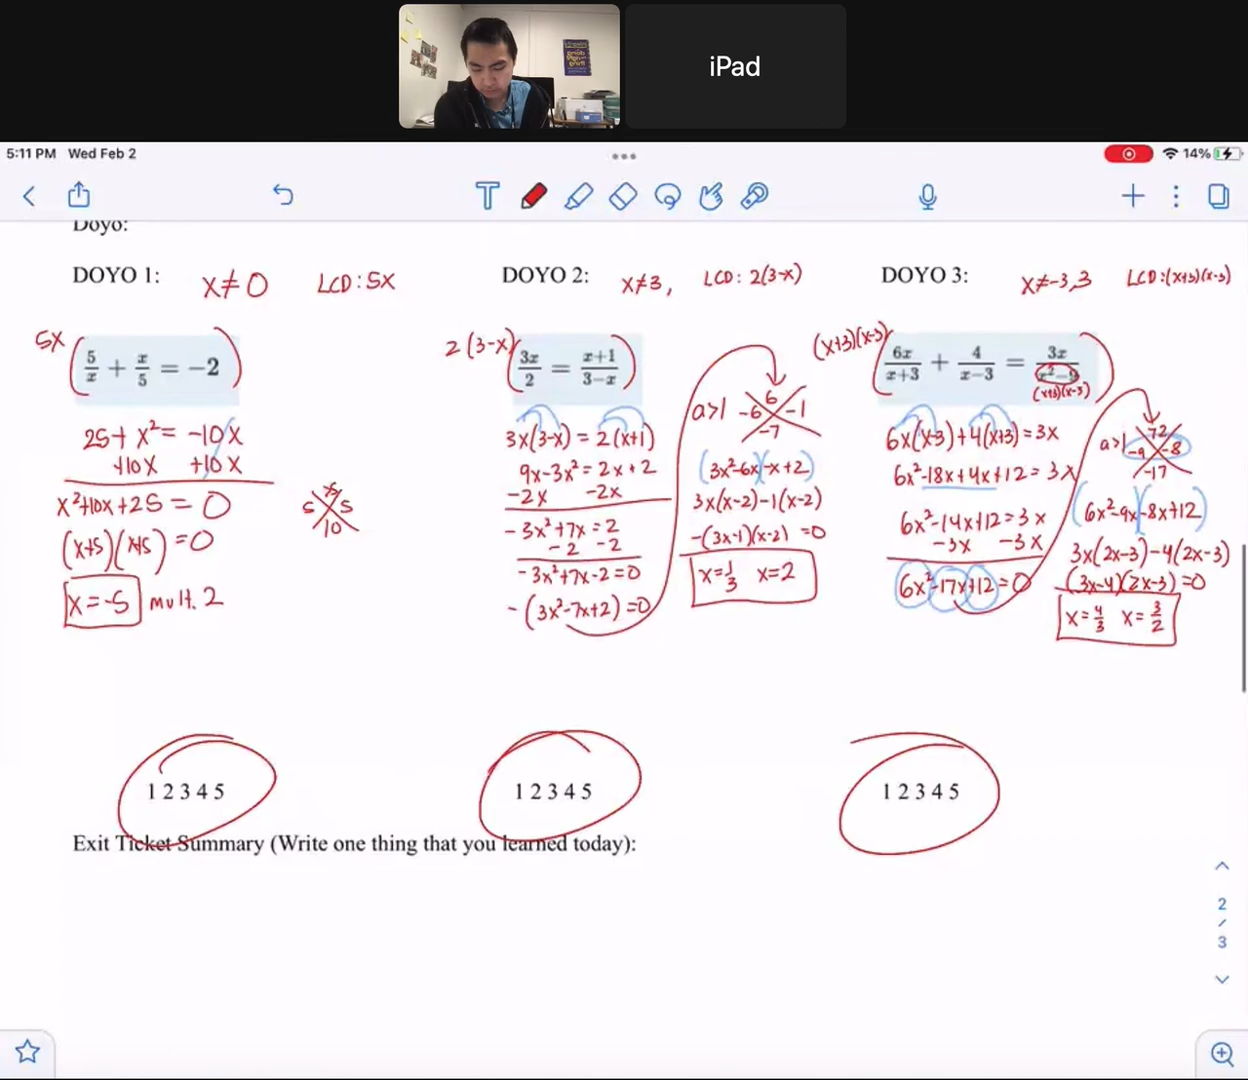 iPad
5:11 PM Wed Feb 2
14%
T
Doyo:
DOYO 1: x≠0 LCD: 5x
5x (5/x + x/5 = -2)
25 + x² = -10x
+10x +10x
x²+10x+25 = 0
25
5 5
10
(x+5)(x+5) = 0
x=-5 mult. 2
DOYO 2: x≠3, LCD: 2(3-x)
2(3-x) (3x/2 = x+1/3-x)
3x(3-x) = 2(x+1)
9x-3x² = 2x+2
-2x -2x
-3x²+7x = 2
-2 -2
-3x²+7x-2=0
-(3x²-7x+2)=0
a>1 6
-6 -1
-7
(3x²-6x)(-x+2)
3x(x-2)-1(x-2)
-(3x-1)(x-2) =0
x=1/3 x=2
DOYO 3: x≠-3,3 LCD:(x+3)(x-3)
(x+3)(x-3) (6x/x+3 + 4/x-3 = 3x/x²-9)
(x+3)(x-3)
6x(x-3)+4(x+3)=3x
6x²-18x+4x+12=3x
6x²-14x+12=3x
-3x -3x
6x²-17x+12=0
a>1 72
-9 -8
-17
(6x²-9x)(-8x+12)
3x(2x-3)-4(2x-3)
(3x-4)(2x-3)=0
x=4/3 x=3/2
1 2 3 4 5 1 2 3 4 5 1 2 3 4 5
Exit Ticket Summary (Write one thing that you learned today):
2
/
3